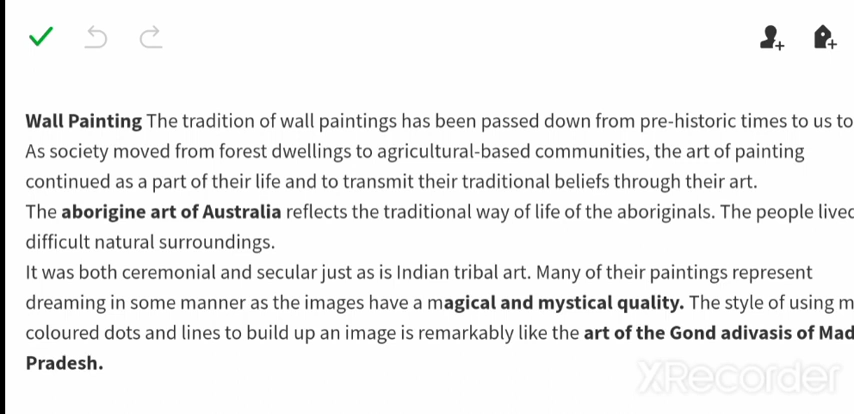 Wall Painting The tradition of wall paintings has been passed down from pre-historic times to us to
As society moved from forest dwellings to agricultural-based communities, the art of painting
continued as a part of their life and to transmit their traditional beliefs through their art.
The aborigine art of Australia reflects the traditional way of life of the aboriginals. The people lived
difficult natural surroundings.
It was both ceremonial and secular just as is Indian tribal art. Many of their paintings represent
dreaming in some manner as the images have a magical and mystical quality. The style of using m
coloured dots and lines to build up an image is remarkably like the art of the Gond adivasis of Mad
Pradesh.
XRecorder